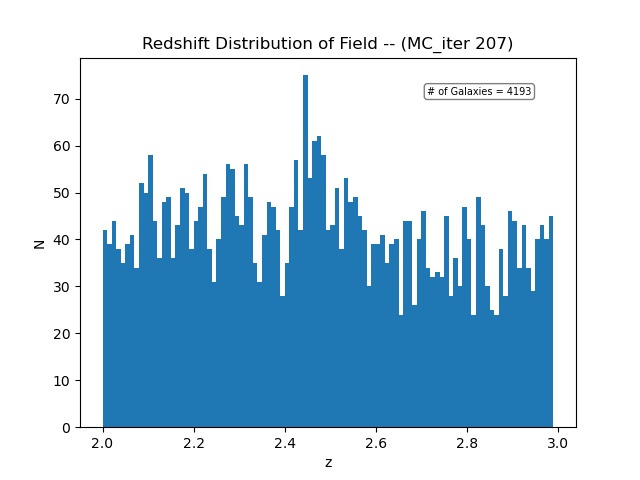 Redshift Distribution of Field -- (MC_iter 207)
# of Galaxies = 4193
70
60
50
40
30
20
10
0
N
2.0 2.2 2.4 2.6 2.8 3.0
z